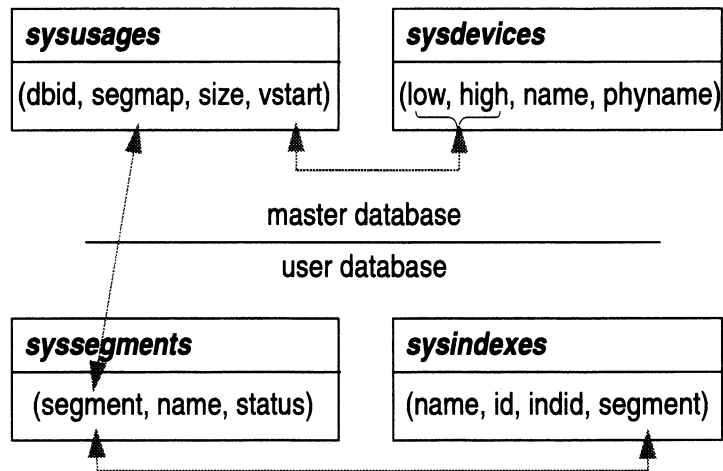 sysusages
(dbid, segmap, size, vstart)
sysdevices
(low, high, name, phyname)
master database
user database
syssegments
(segment, name, status)
sysindexes
(name, id, indid, segment)